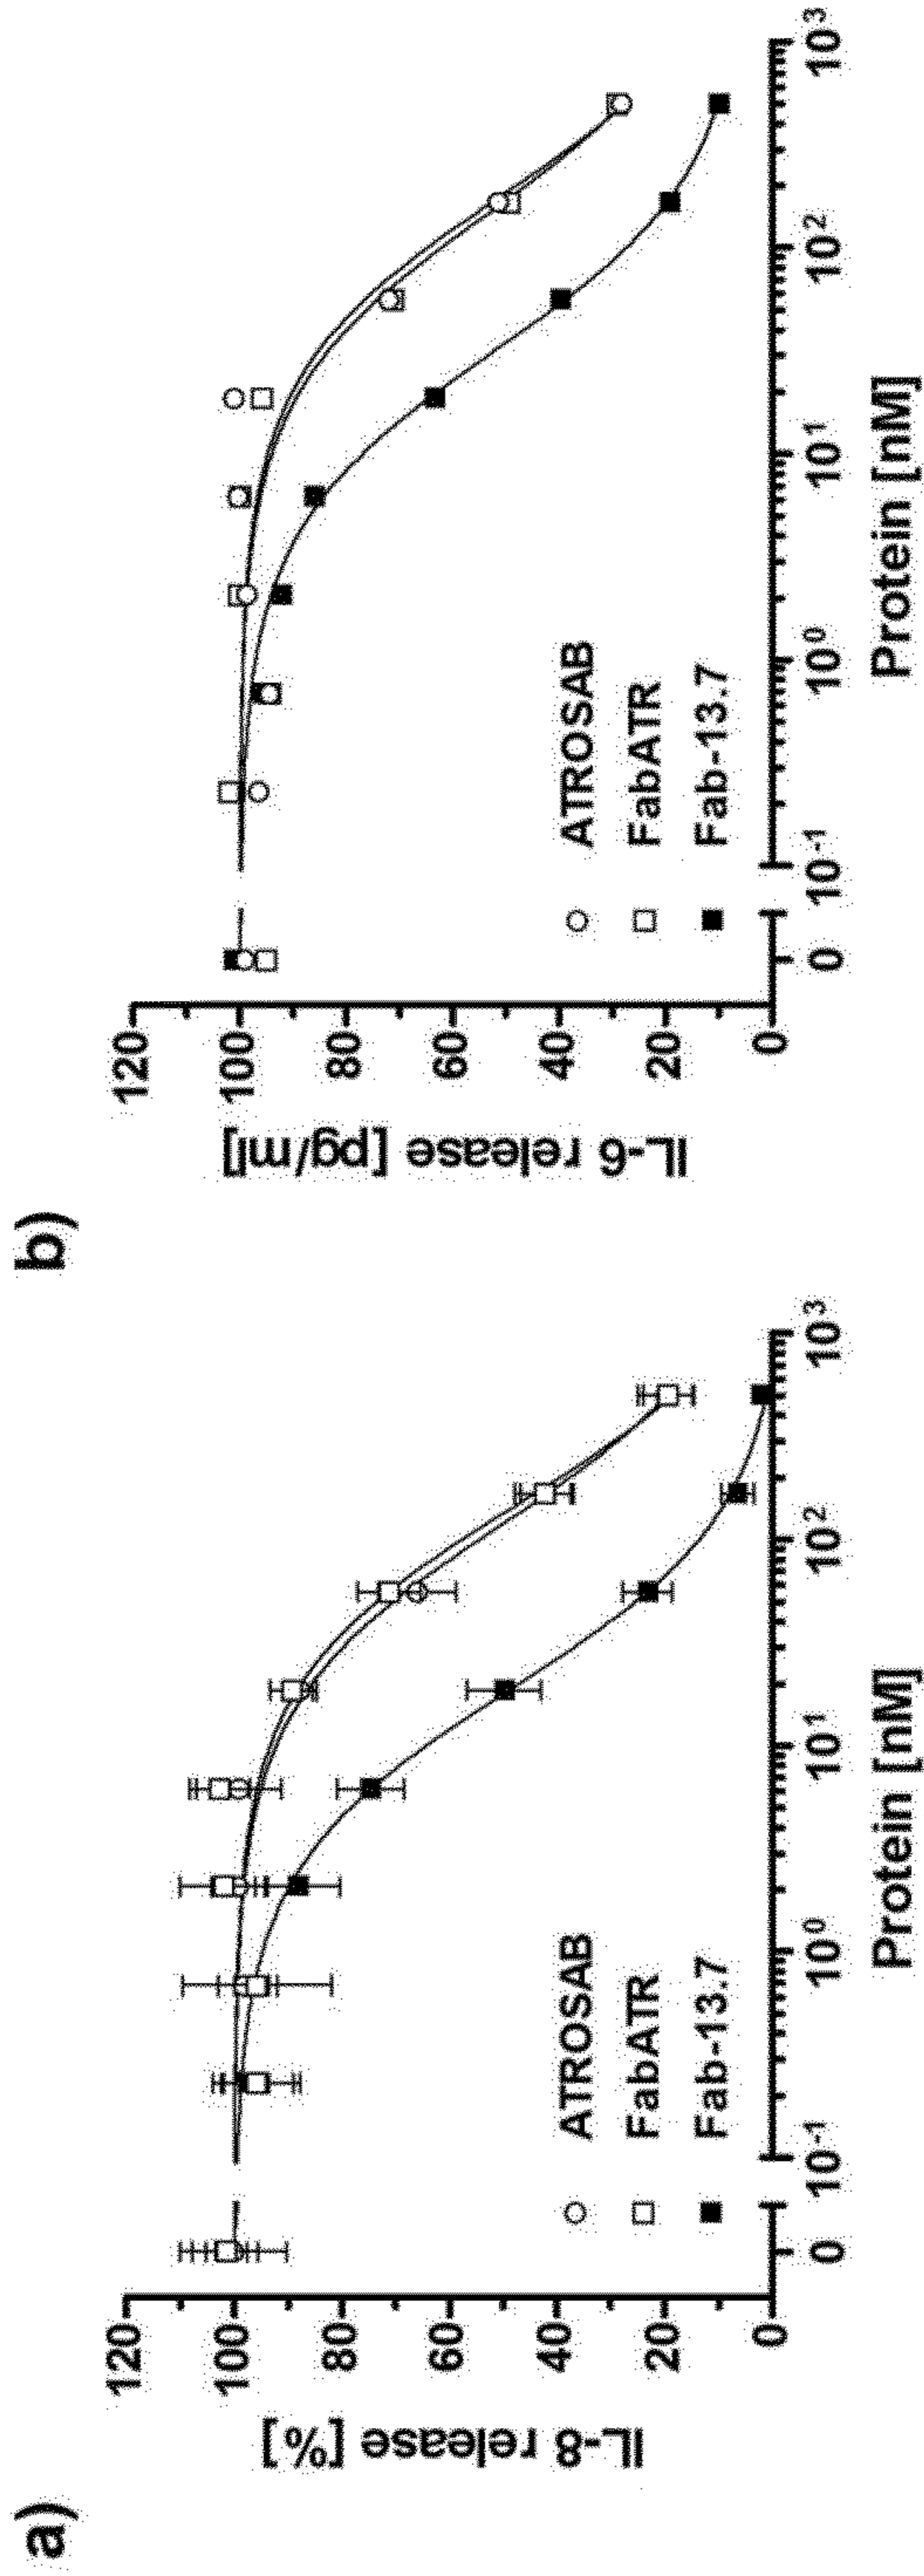 a)
IL-8 release [%]
120
100
80
60
40
20
0
ATROSAB
FabATR
Fab-13.7
0
10⁻¹
10⁰
10¹
10²
10³
Protein [nM]
b)
IL-6 release [pg/ml]
120
100
80
60
40
20
0
ATROSAB
FabATR
Fab-13.7
0
10⁻¹
10⁰
10¹
10²
10³
Protein [nM]